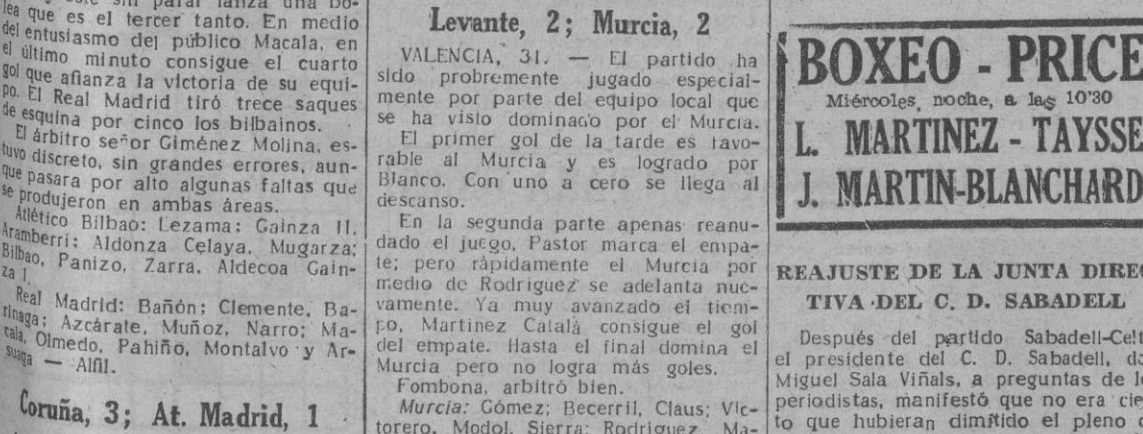 lea que es el tercer tanto. En medio
del entusiasmo del público Macala, en
el último minuto consigue el cuarto
gol que afianza la victoria de su equi-
po. El Real Madrid tiró trece saques
de esquina por cinco los bilbainos.
El árbitro señor Giménez Molina, es-
tuvo discreto, sin grandes errores, aun-
que pasara por alto algunas faltas que
se produjeron en ambas áreas.
Atlético Bilbao: Lezama: Gainza II,
Aramberri; Aldonza Celaya, Mugarza;
Bilbao, Panizo, Zarra, Aldecoa Gain-
za I.
Real Madrid: Bañón; Clemente, Ba-
rinaga; Azcárate, Muñoz, Narro; Ma-
cala, Olmedo, Pahiño, Montalvo y Ar-
suaga — Alfil.
Coruña, 3; At. Madrid, 1
Levante, 2; Murcia, 2
VALENCIA, 31. — El partido ha
sido probremente jugado especial-
mente por parte del equipo local que
se ha visto dominado por el Murcia.
El primer gol de la tarde es favo-
rable al Murcia y es logrado por
Blanco. Con uno a cero se llega al
descanso.
En la segunda parte apenas reanu-
dado el juego, Pastor marca el empa-
te; pero rápidamente el Murcia por
medio de Rodriguez se adelanta nue-
vamente. Ya muy avanzado el tiem-
po, Martinez Catalá consigue el gol
del empate. Hasta el final domina el
Murcia pero no logra más goles.
Fombona, arbitró bien.
Murcia: Gómez; Becerril, Claus; Vic-
torero, Modol, Sierra; Rodriguez, Ma-
BOXEO - PRICE
Miércoles, noche, a las 10'30
L. MARTINEZ - TAYSSE
J. MARTIN-BLANCHARD
REAJUSTE DE LA JUNTA DIREC
TIVA DEL C. D. SABADELL
Después del partido Sabadell-Celt
el presidente del C. D. Sabadell, do
Miguel Sala Viñals, a preguntas de lo
periodistas, manifestó que no era cie
to que hubieran dimitido el pleno